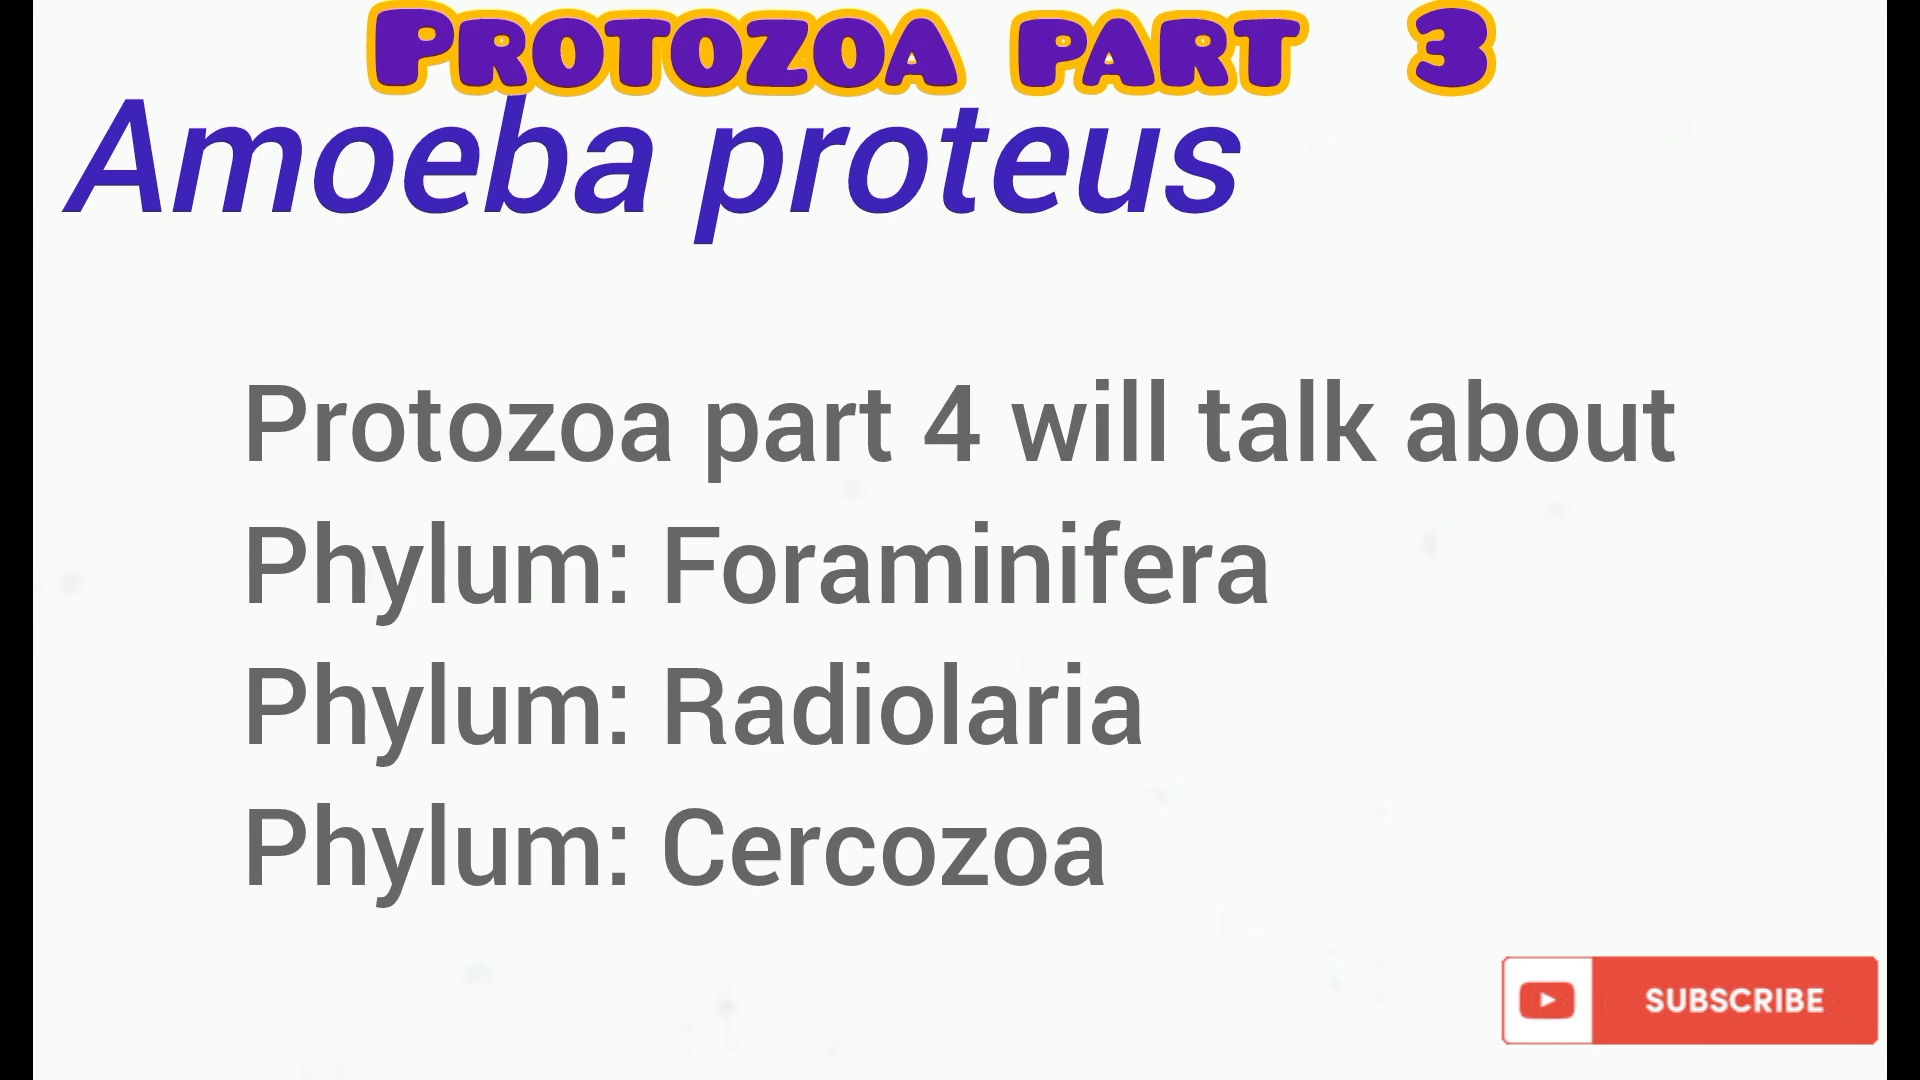 PROTOZOA PART 3
Amoeba proteus
Protozoa part 4 will talk about
Phylum: Foraminifera
Phylum: Radiolaria
Phylum: Cercozoa
SUBSCRIBE